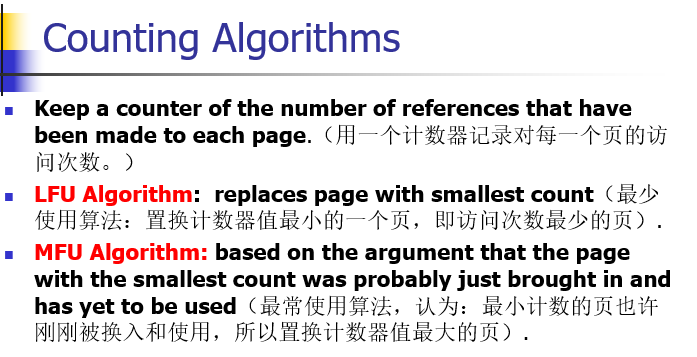 Counting Algorithms
Keep a counter of the number of references that have
been made to each page.（用一个计数器记录对每一个页的访
问次数。）
LFU Algorithm:  replaces page with smallest count（最少
使用算法：置换计数器值最小的一个页，即访问次数最少的页）.
MFU Algorithm: based on the argument that the page
with the smallest count was probably just brought in and
has yet to be used（最常使用算法，认为：最小计数的页也许
刚刚被换入和使用，所以置换计数器值最大的页）.